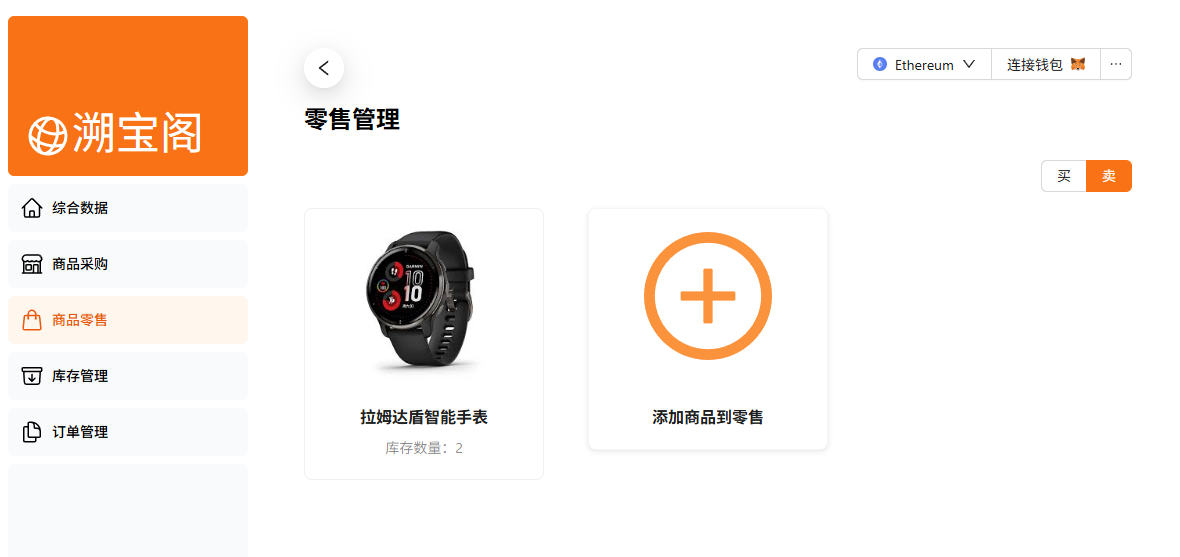 溯宝阁
综合数据
商品采购
商品零售
库存管理
订单管理
Ethereum
连接钱包
···
零售管理
买
卖
GARMIN
10
10
拉姆达盾智能手表
库存数量：2
添加商品到零售